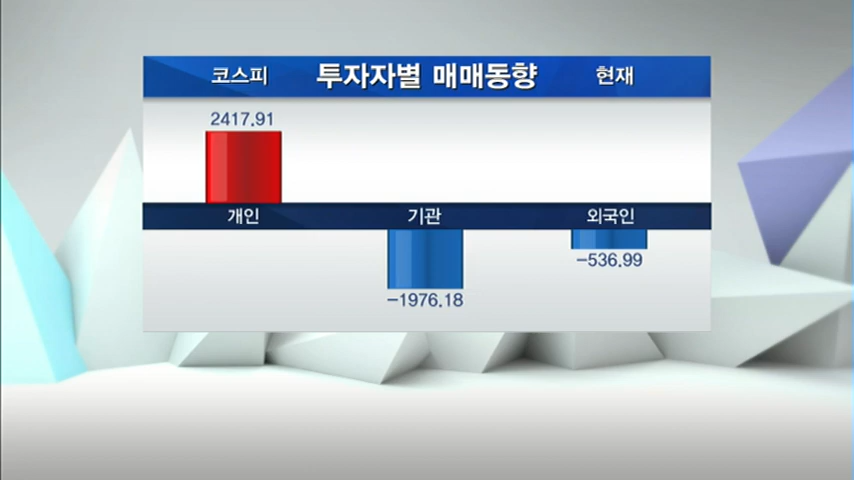 코스피 투자자별 매매동향 현재
2417.91
개인 기관 외국인
-536.99
-1976.18